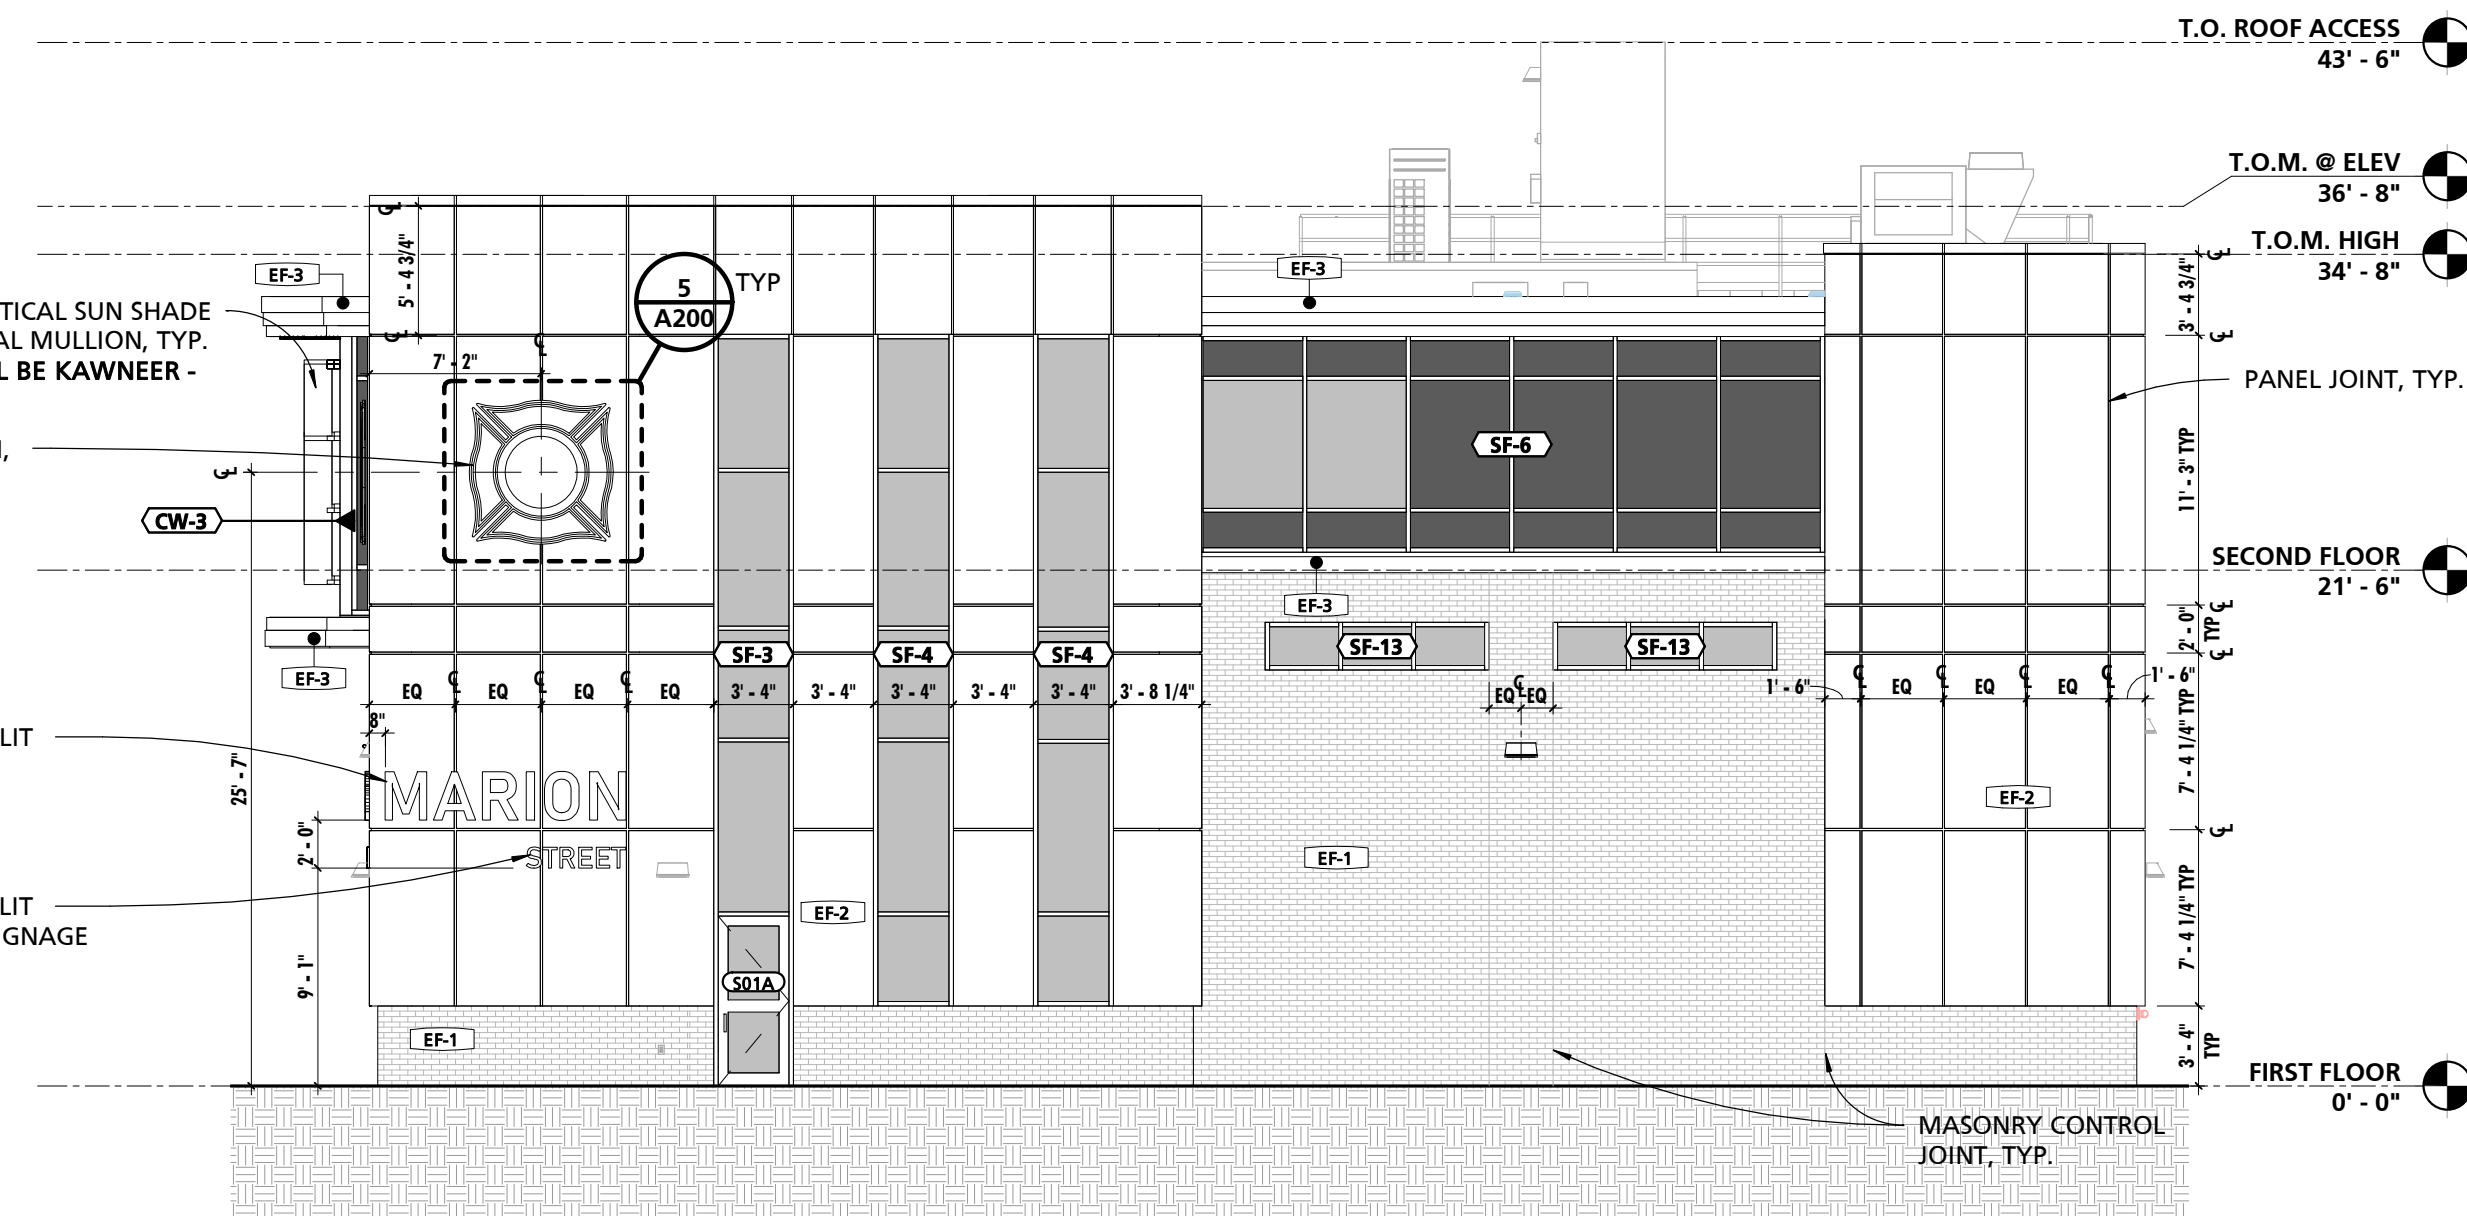 T.O. ROOF ACCESS
43' - 6"
T.O.M. @ ELEV
36' - 8"
T.O.M. HIGH
34' - 8"
SECOND FLOOR
21' - 6"
FIRST FLOOR
0' - 0"
EF-3
TICAL SUN SHADE
AL MULLION, TYP.
L BE KAWNEER -
CW-3
EF-3
LIT
LIT
GNAGE
5' - 4 3/4"
7' - 2"
5
A200
TYP
EF-3
SF-6
EF-3
SF-3
SF-4
SF-4
SF-13
SF-13
EQ
EQ
EQ
EQ
3' - 4"
3' - 4"
3' - 4"
3' - 4"
3' - 4"
3' - 8 1/4"
EQ
EQ
1' - 6"
EQ
EQ
EQ
1' - 6"
8"
25' - 7"
2' - 0"
9' - 1"
MARION
STREET
EF-2
EF-1
EF-2
S01A
EF-1
3' - 4 3/4"
PANEL JOINT, TYP.
11' - 3" TYP
2' - 0"
TYP
7' - 4 1/4" TYP
7' - 4 1/4" TYP
3' - 4"
TYP
MASONRY CONTROL
JOINT, TYP.